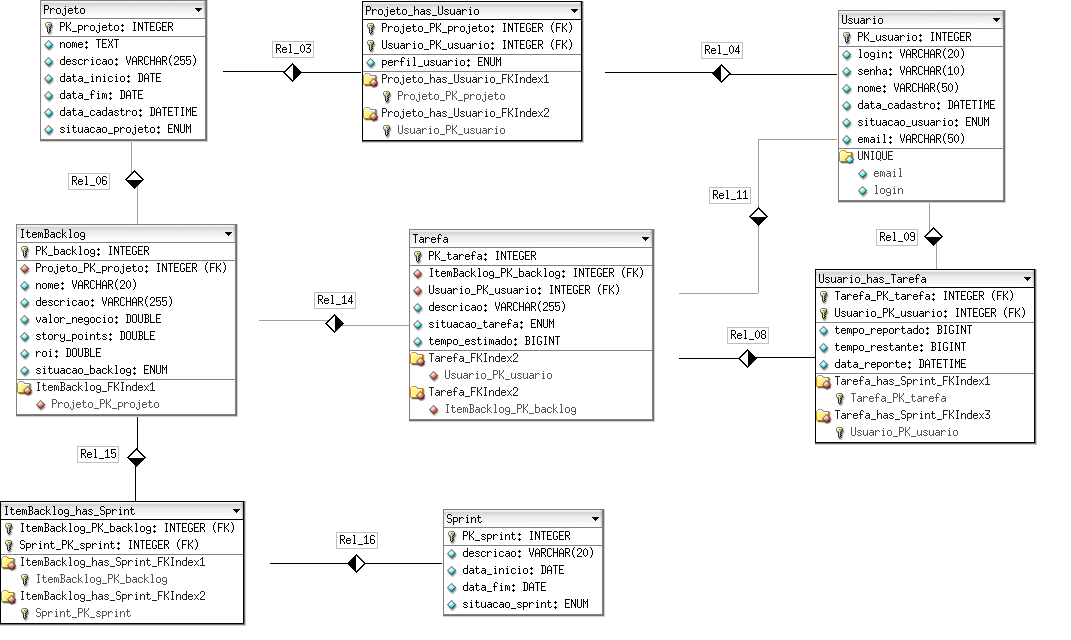 Projeto
PK_projeto: INTEGER
nome: TEXT
descricao: VARCHAR(255)
data_inicio: DATE
data_fim: DATE
data_cadastro: DATETIME
situacao_projeto: ENUM
Rel_03
Projeto_has_Usuario
Projeto_PK_projeto: INTEGER (FK)
Usuario_PK_usuario: INTEGER (FK)
perfil_usuario: ENUM
Projeto_has_Usuario_FKIndex1
Projeto_PK_projeto
Projeto_has_Usuario_FKIndex2
Usuario_PK_usuario
Rel_04
Usuario
PK_usuario: INTEGER
login: VARCHAR(20)
senha: VARCHAR(10)
nome: VARCHAR(50)
data_cadastro: DATETIME
situacao_usuario: ENUM
email: VARCHAR(50)
UNIQUE
email
login
Rel_06
Rel_11
Rel_09
ItemBacklog
PK_backlog: INTEGER
Projeto_PK_projeto: INTEGER (FK)
nome: VARCHAR(20)
descricao: VARCHAR(255)
valor_negocio: DOUBLE
story_points: DOUBLE
roi: DOUBLE
situacao_backlog: ENUM
ItemBacklog_FKIndex1
Projeto_PK_projeto
Rel_14
Tarefa
PK_tarefa: INTEGER
ItemBacklog_PK_backlog: INTEGER (FK)
Usuario_PK_usuario: INTEGER (FK)
descricao: VARCHAR(255)
situacao_tarefa: ENUM
tempo_estimado: BIGINT
Tarefa_FKIndex2
Usuario_PK_usuario
Tarefa_FKIndex2
ItemBacklog_PK_backlog
Rel_08
Usuario_has_Tarefa
Tarefa_PK_tarefa: INTEGER (FK)
Usuario_PK_usuario: INTEGER (FK)
tempo_reportado: BIGINT
tempo_restante: BIGINT
data_reporte: DATETIME
Tarefa_has_Sprint_FKIndex1
Tarefa_PK_tarefa
Tarefa_has_Sprint_FKIndex3
Usuario_PK_usuario
Rel_15
ItemBacklog_has_Sprint
ItemBacklog_PK_backlog: INTEGER (FK)
Sprint_PK_sprint: INTEGER (FK)
ItemBacklog_has_Sprint_FKIndex1
ItemBacklog_PK_backlog
ItemBacklog_has_Sprint_FKIndex2
Sprint_PK_sprint
Rel_16
Sprint
PK_sprint: INTEGER
descricao: VARCHAR(20)
data_inicio: DATE
data_fim: DATE
situacao_sprint: ENUM